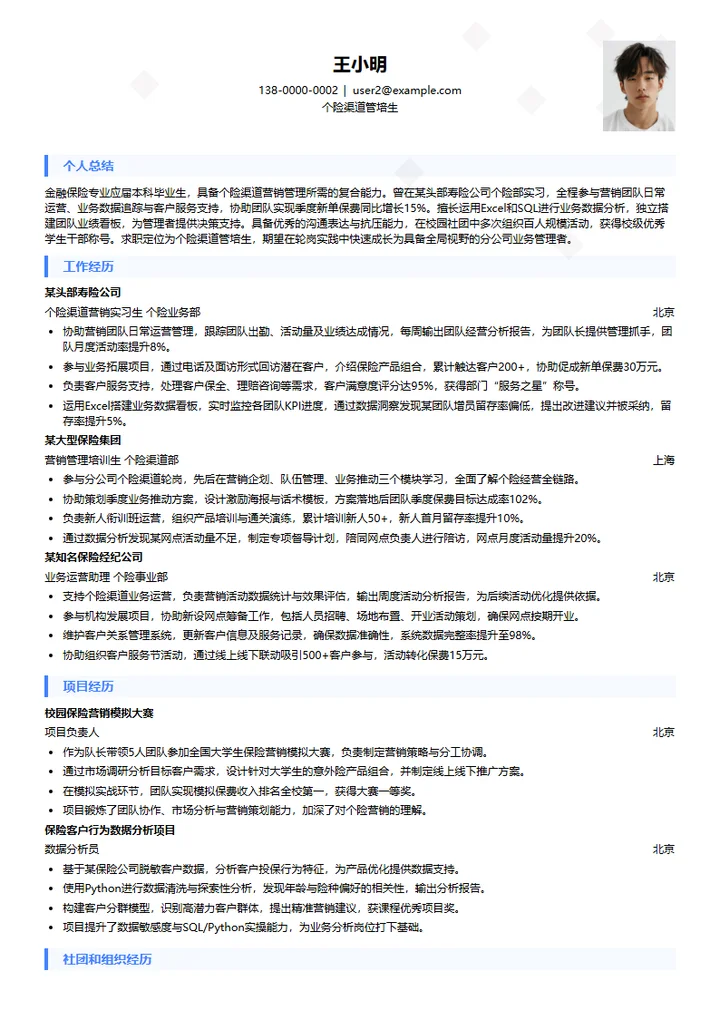 王小明
138-0000-0002 | user2@example.com
个险渠道管培生
个人总结
金融保险专业应届本科毕业生，具备个险渠道营销管理所需的复合能力。曾在某头部寿险公司个险部实习，全程参与营销团队日常
运营、业务数据追踪与客户服务支持，协助团队实现季度新单保费同比增长15%。擅长运用Excel和SQL进行业务数据分析，独立搭
建团队业绩看板，为管理者提供决策支持。具备优秀的沟通表达与抗压能力，在校园社团中多次组织百人规模活动，获得校级优秀
学生干部称号。求职定位为个险渠道管培生，期望在轮岗实践中快速成长为具备全局视野的分公司业务管理者。
工作经历
某头部寿险公司
个险渠道营销实习生 个险业务部 北京
• 协助营销团队日常运营管理，跟踪团队出勤、活动量及业绩达成情况，每周输出团队经营分析报告，为团队长提供管理抓手，团
队月度活动率提升8%。
• 参与业务拓展项目，通过电话及面访形式回访潜在客户，介绍保险产品组合，累计触达客户200+，协助促成新单保费30万元。
• 负责客户服务支持，处理客户保全、理赔咨询等需求，客户满意度评分达95%，获得部门“服务之星”称号。
• 运用Excel搭建业务数据看板，实时监控各团队KPI进度，通过数据洞察发现某团队增员留存率偏低，提出改进建议并被采纳，留
存率提升5%。
某大型保险集团
营销管理培训生 个险渠道部 上海
• 参与分公司个险渠道轮岗，先后在营销企划、队伍管理、业务推动三个模块学习，全面了解个险经营全链路。
• 协助策划季度业务推动方案，设计激励海报与话术模板，方案落地后团队季度保费目标达成率102%。
• 负责新人衔训班运营，组织产品培训与通关演练，累计培训新人50+，新人首月留存率提升10%。
• 通过数据分析发现某网点活动量不足，制定专项督导计划，陪同网点负责人进行陪访，网点月度活动量提升20%。
某知名保险经纪公司
业务运营助理 个险事业部 北京
• 支持个险渠道业务运营，负责营销活动数据统计与效果评估，输出周度活动分析报告，为后续活动优化提供依据。
• 参与机构发展项目，协助新设网点筹备工作，包括人员招聘、场地布置、开业活动策划，确保网点按期开业。
• 维护客户关系管理系统，更新客户信息及服务记录，确保数据准确性，系统数据完整率提升至98%。
• 协助组织客户服务节活动，通过线上线下联动吸引500+客户参与，活动转化保费15万元。
项目经历
校园保险营销模拟大赛
项目负责人 北京
• 作为队长带领5人团队参加全国大学生保险营销模拟大赛，负责制定营销策略与分工协调。
• 通过市场调研分析目标客户需求，设计针对大学生的意外险产品组合，并制定线上线下推广方案。
• 在模拟实战环节，团队实现模拟保费收入排名全校第一，获得大赛一等奖。
• 项目锻炼了团队协作、市场分析与营销策划能力，加深了对个险营销的理解。
保险客户行为数据分析项目
数据分析员 北京
• 基于某保险公司脱敏客户数据，分析客户投保行为特征，为产品优化提供数据支持。
• 使用Python进行数据清洗与探索性分析，发现年龄与险种偏好的相关性，输出分析报告。
• 构建客户分群模型，识别高潜力客户群体，提出精准营销建议，获课程优秀项目奖。
• 项目提升了数据敏感度与SQL/Python实操能力，为业务分析岗位打下基础。
社团和组织经历